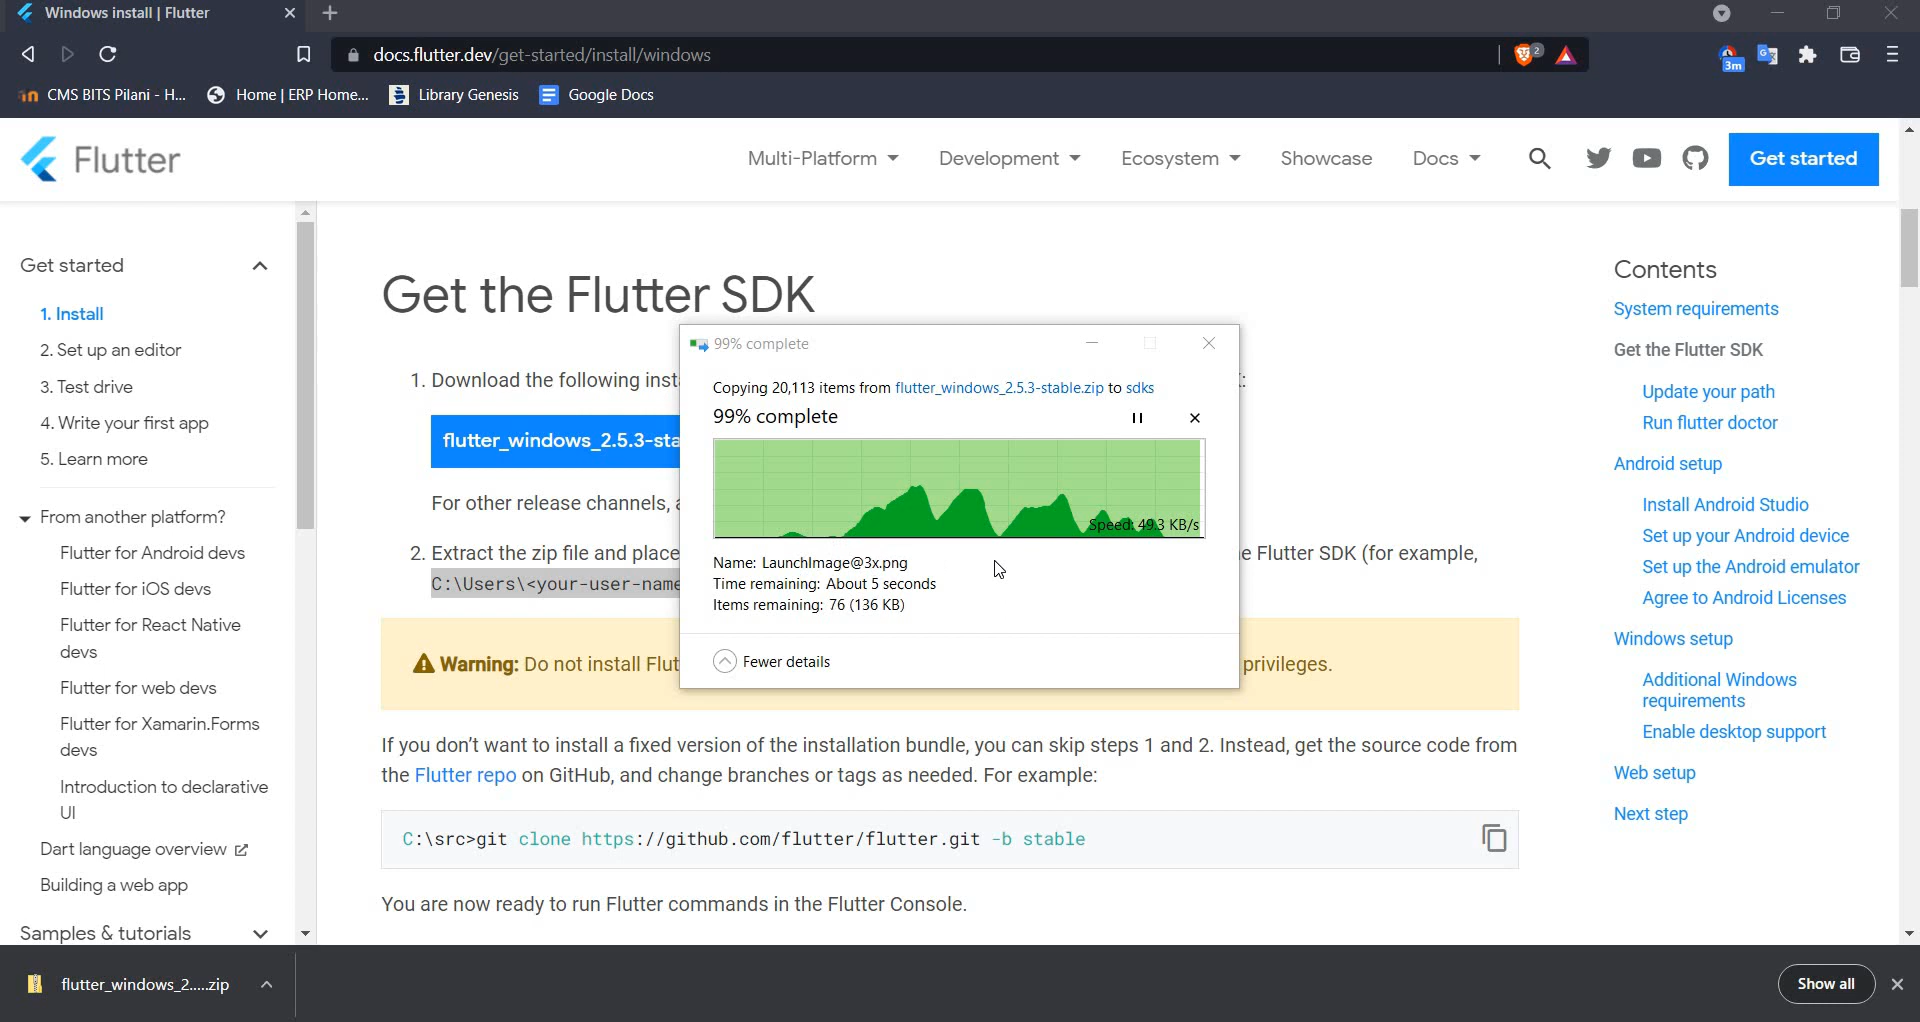 Windows install | Flutter
docs.flutter.dev/get-started/install/windows
2
3m
CMS BITS Pilani - H...
Home | ERP Home...
Library Genesis
Google Docs
Flutter
Multi-Platform
Development
Ecosystem
Showcase
Docs
Get started
Get started
1. Install
2. Set up an editor
3. Test drive
4. Write your first app
5. Learn more
From another platform?
Flutter for Android devs
Flutter for iOS devs
Flutter for React Native
devs
Flutter for web devs
Flutter for Xamarin.Forms
devs
Introduction to declarative
UI
Dart language overview
Building a web app
Samples & tutorials
Get the Flutter SDK
1. Download the following inst
flutter_windows_2.5.3-sta
For other release channels,
2. Extract the zip file and place
e Flutter SDK (for example,
C:\Users\<your-user-name
Warning: Do not install Flut
privileges.
If you don't want to install a fixed version of the installation bundle, you can skip steps 1 and 2. Instead, get the source code from
the Flutter repo on GitHub, and change branches or tags as needed. For example:
C:\src>git clone https://github.com/flutter/flutter.git -b stable
You are now ready to run Flutter commands in the Flutter Console.
99% complete
Copying 20,113 items from flutter_windows_2.5.3-stable.zip to sdks
99% complete
Speed: 49.3 KB/s
Name: LaunchImage@3x.png
Time remaining: About 5 seconds
Items remaining: 76 (136 KB)
Fewer details
Contents
System requirements
Get the Flutter SDK
Update your path
Run flutter doctor
Android setup
Install Android Studio
Set up your Android device
Set up the Android emulator
Agree to Android Licenses
Windows setup
Additional Windows
requirements
Enable desktop support
Web setup
Next step
flutter_windows_2.....zip
Show all